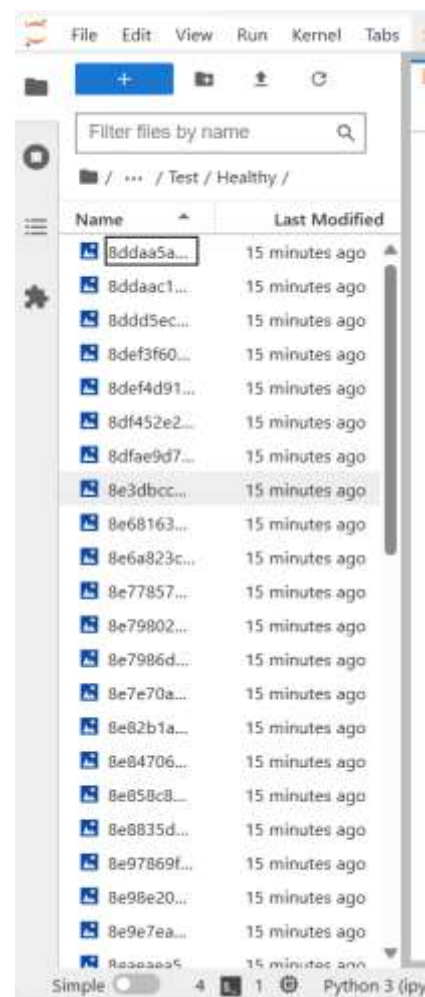 File Edit View Run Kernel Tabs
+
Filter files by name
/ ... / Test / Healthy /
Name Last Modified
8ddaa5a... 15 minutes ago
8ddaac1... 15 minutes ago
8ddd5ec... 15 minutes ago
8def3f60... 15 minutes ago
8def4d91... 15 minutes ago
8df452e2... 15 minutes ago
8dfae9d7... 15 minutes ago
8e3dbcc... 15 minutes ago
8e68163... 15 minutes ago
8e6a823c... 15 minutes ago
8e77857... 15 minutes ago
8e79802... 15 minutes ago
8e7986d... 15 minutes ago
8e7e70a... 15 minutes ago
8e82b1a... 15 minutes ago
8e84706... 15 minutes ago
8e858c8... 15 minutes ago
8e8835d... 15 minutes ago
8e97869f... 15 minutes ago
8e98e20... 15 minutes ago
8e9e7ea... 15 minutes ago
8eaeaea5 15 minutes ago
Simple 4 1 Python 3 (ipy